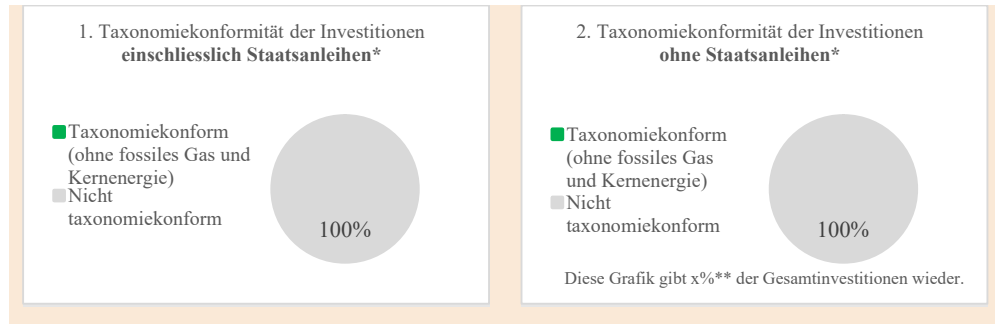 1. Taxonomiekonformität der Investitionen
einschliesslich Staatsanleihen*
Taxonomiekonform
(ohne fossiles Gas und
Kernenergie)
Nicht
taxonomiekonform
100%
2. Taxonomiekonformität der Investitionen
ohne Staatsanleihen*
Taxonomiekonform
(ohne fossiles Gas
und Kernenergie)
Nicht
taxonomiekonform
100%
Diese Grafik gibt x%** der Gesamtinvestitionen wieder.